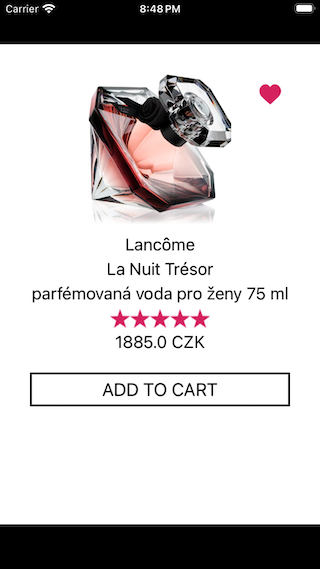 Carrier 8:48 PM
Lancôme
La Nuit Trésor
parfémovaná voda pro ženy 75 ml
1885.0 CZK
ADD TO CART